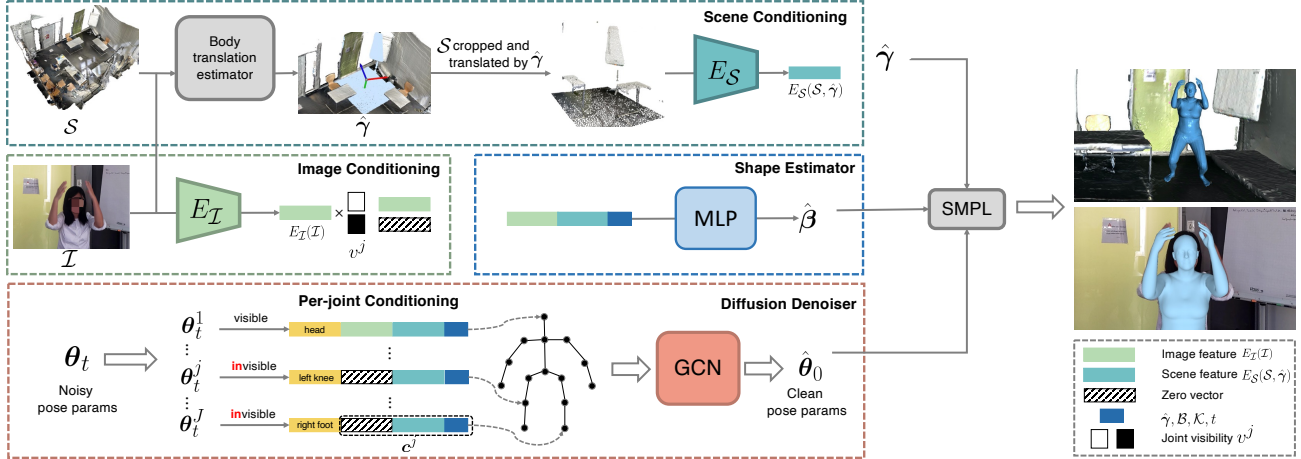 Scene Conditioning
Body
translation
estimator
𝒮 cropped and
translated by γ̂
E_𝒮
E_𝒮(𝒮, γ̂)
𝒮
γ̂
γ̂
Image Conditioning
E_ℐ
E_ℐ(ℐ)
×
v^j
ℐ
Shape Estimator
MLP
β̂
SMPL
Per-joint Conditioning
Diffusion Denoiser
θ_t
Noisy
pose params
θ_t^1
visible
head
⋮
⋮
θ_t^j
invisible
left knee
⋮
⋮
θ_t^J
invisible
right foot
c^j
GCN
θ̂_0
Clean
pose params
Image feature E_ℐ(ℐ)
Scene feature E_𝒮(𝒮, γ̂)
Zero vector
γ̂, ℬ, 𝒦, t
Joint visibility v^j